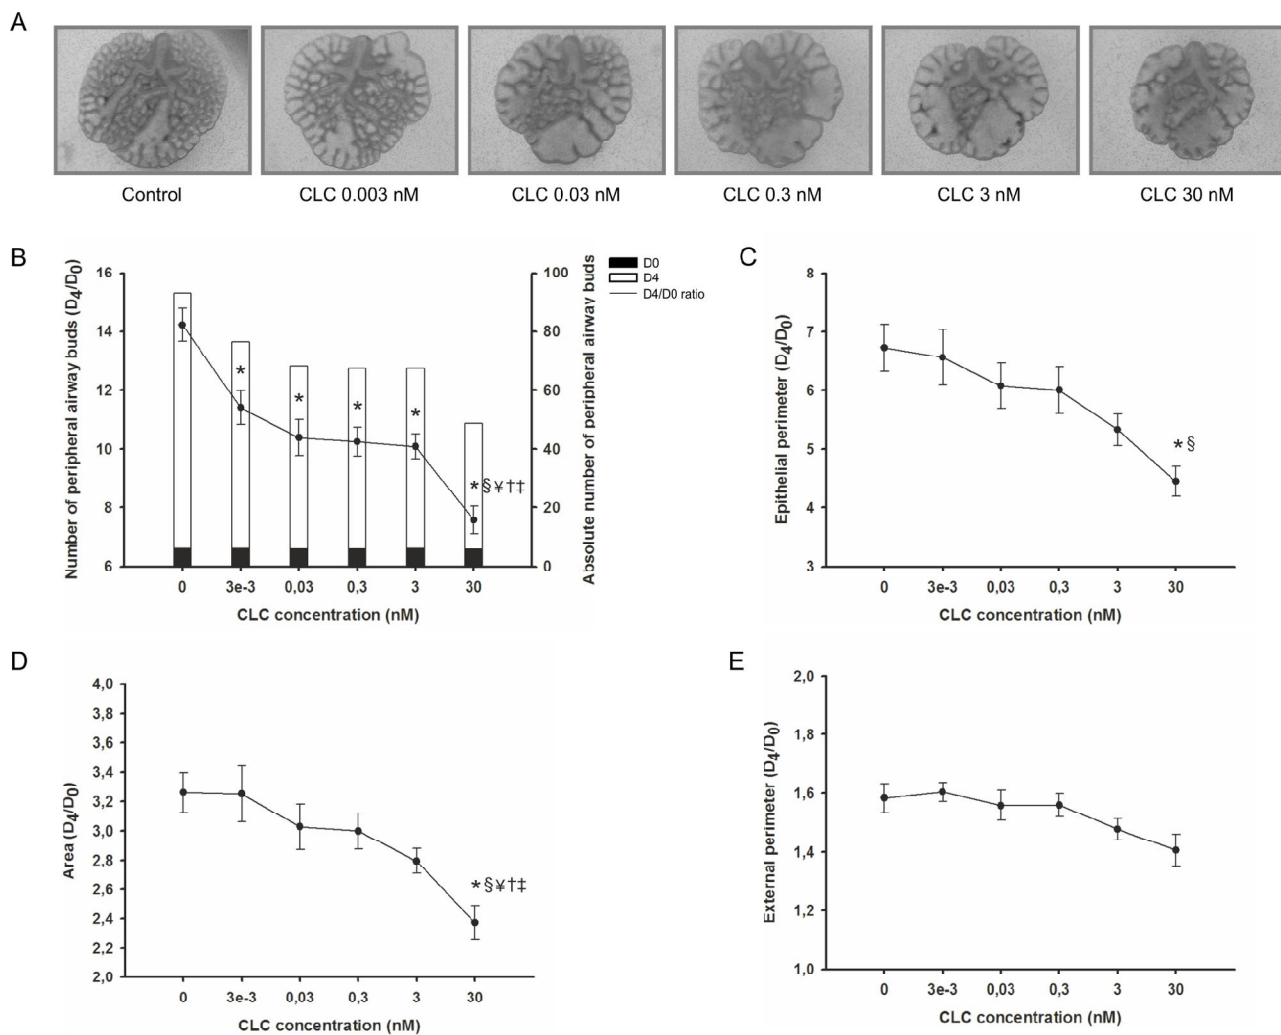 A
Control
CLC 0.003 nM
CLC 0.03 nM
CLC 0.3 nM
CLC 3 nM
CLC 30 nM
B
Number of peripheral airway buds (D4/D0)
16
14
12
10
8
6
*
*
*
*
*§¥†‡
100
80
60
40
20
0
Absolute number of peripheral airway buds
D0
D4
D4/D0 ratio
0
3e-3
0,03
0,3
3
30
CLC concentration (nM)
C
Epithelial perimeter (D4/D0)
8
7
6
5
4
3
*§
0
3e-3
0,03
0,3
3
30
CLC concentration (nM)
D
Area (D4/D0)
4,0
3,8
3,6
3,4
3,2
3,0
2,8
2,6
2,4
2,2
2,0
*§¥†‡
0
3e-3
0,03
0,3
3
30
CLC concentration (nM)
E
External perimeter (D4/D0)
2,0
1,8
1,6
1,4
1,2
1,0
0
3e-3
0,03
0,3
3
30
CLC concentration (nM)